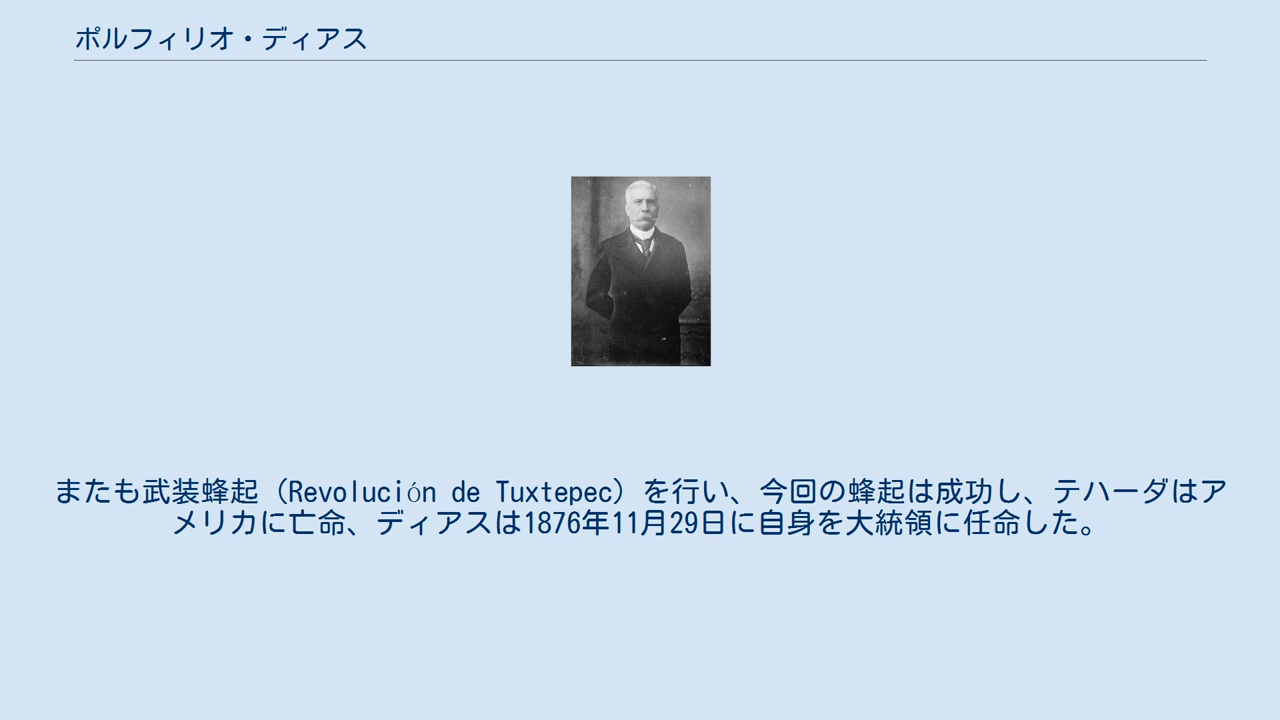 ポルフィリオ・ディアス
またも武装蜂起（Revolución de Tuxtepec）を行い、今回の蜂起は成功し、テハーダはア
メリカに亡命、ディアスは1876年11月29日に自身を大統領に任命した。